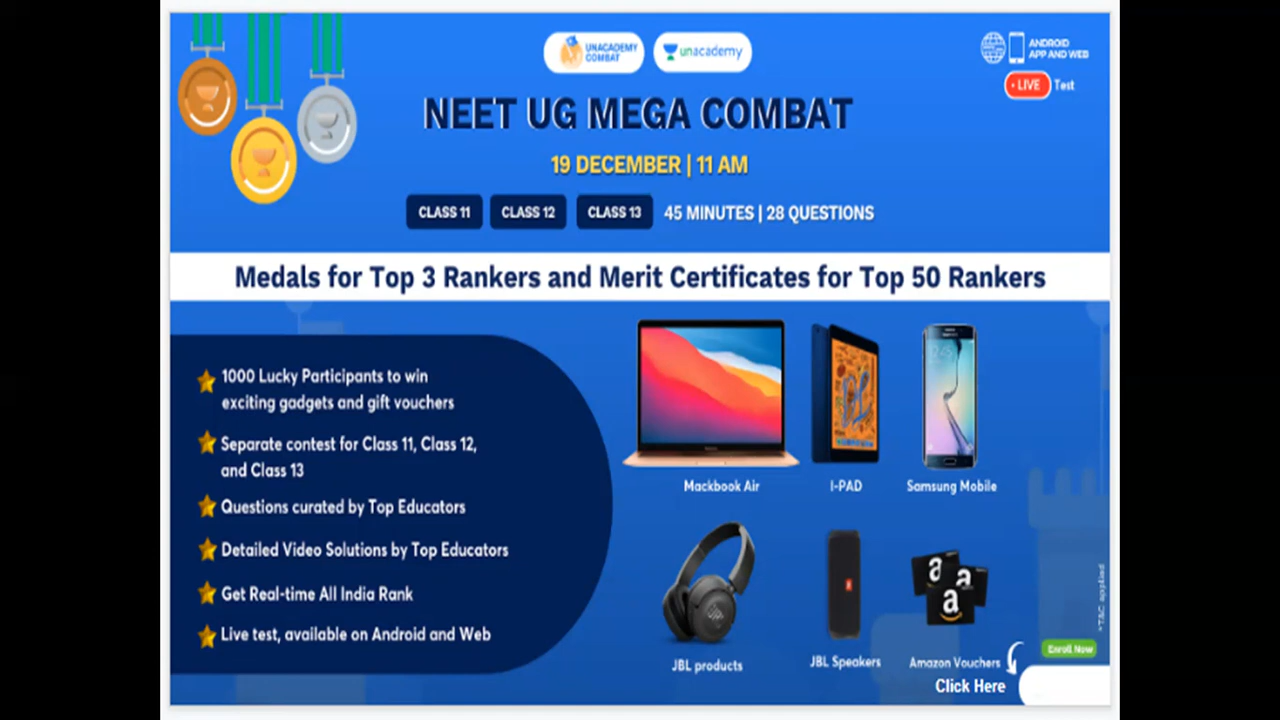 UNACADEMY
COMBAT
unacademy
ANDROID
APP AND WEB
LIVE Test
NEET UG MEGA COMBAT
19 DECEMBER | 11 AM
CLASS 11 CLASS 12 CLASS 13 45 MINUTES | 28 QUESTIONS
Medals for Top 3 Rankers and Merit Certificates for Top 50 Rankers
1000 Lucky Participants to win
exciting gadgets and gift vouchers
Separate contest for Class 11, Class 12,
and Class 13
Questions curated by Top Educators
Detailed Video Solutions by Top Educators
Get Real-time All India Rank
Live test, available on Android and Web
Mackbook Air
I-PAD
Samsung Mobile
JBL products
JBL Speakers
Amazon Vouchers
*T&C applied
Enroll Now
Click Here